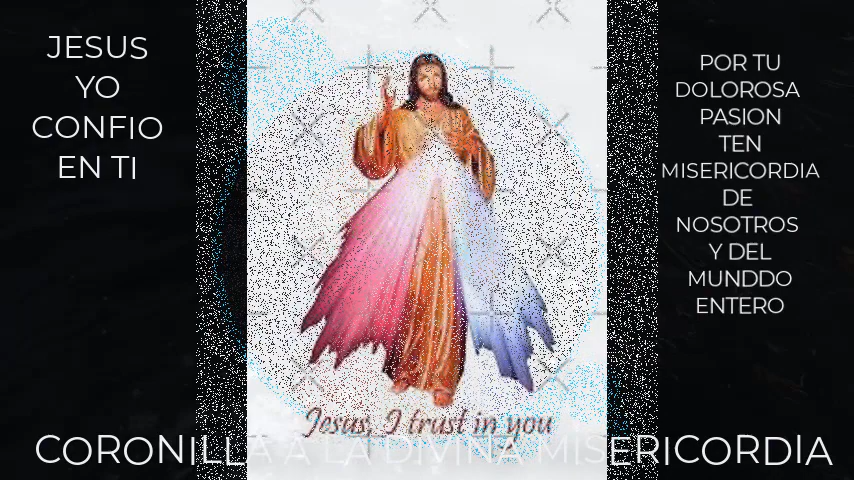 JESUS
YO
CONFIO
EN TI
POR TU
DOLOROSA
PASION
TEN
MISERICORDIA
DE
NOSOTROS
Y DEL
MUNDDO
ENTERO
Jesus, I trust in you
CORONILLA A LA DIVINA MISERICORDIA